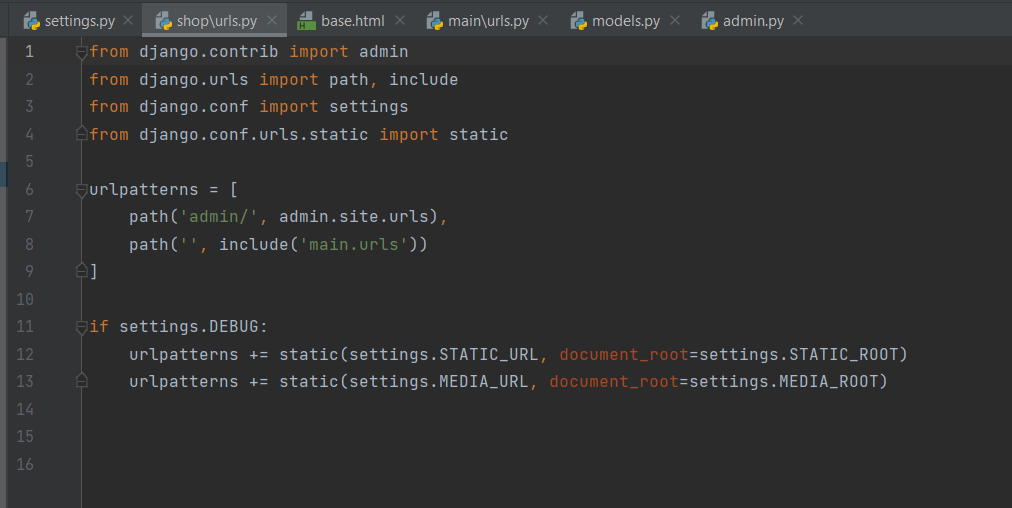 settings.py shop\urls.py base.html main\urls.py models.py admin.py
1 from django.contrib import admin
2 from django.urls import path, include
3 from django.conf import settings
4 from django.conf.urls.static import static
5
6 urlpatterns = [
7     path('admin/', admin.site.urls),
8     path('', include('main.urls'))
9 ]
10
11 if settings.DEBUG:
12     urlpatterns += static(settings.STATIC_URL, document_root=settings.STATIC_ROOT)
13     urlpatterns += static(settings.MEDIA_URL, document_root=settings.MEDIA_ROOT)
14
15
16